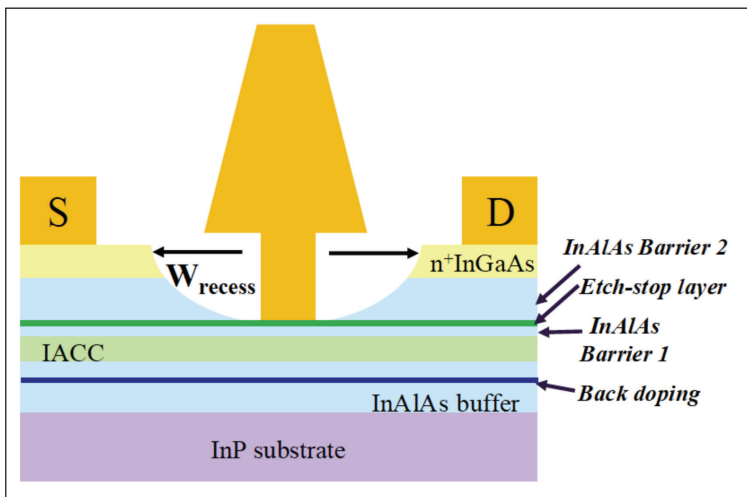 S
D
W recess
n+InGaAs
InAlAs Barrier 2
Etch-stop layer
InAlAs
Barrier 1
IACC
Back doping
InAlAs buffer
InP substrate